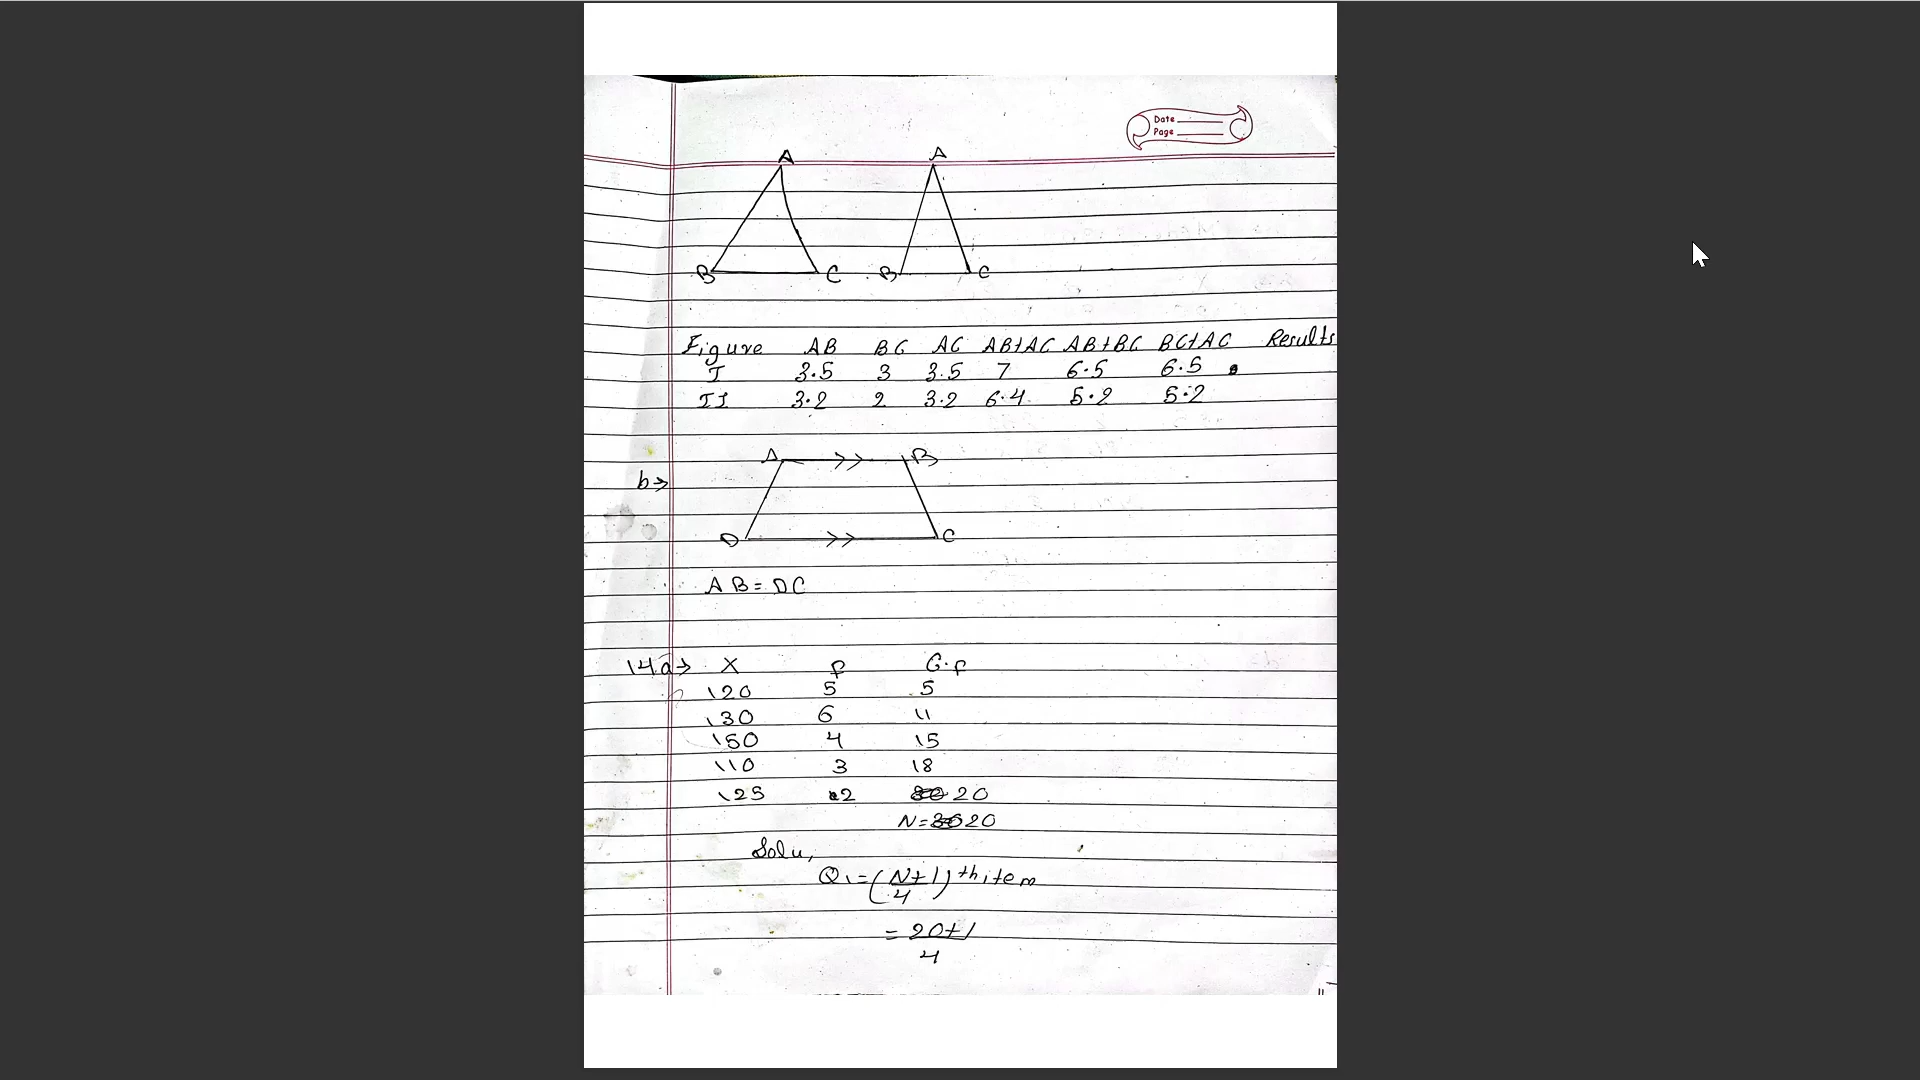 Date
Page
A A
B C B C
Figure AB BC AC AB+AC AB+BC BC+AC Results
I 3.5 3 3.5 7 6.5 6.5
II 3.2 2 3.2 6.4 5.2 5.2
A B
b→
D C
AB = DC
14.a→ X f C.f
120 5 5
130 6 11
150 4 15
110 3 18
125 2 20
N = 20
Solu,
Q1 = (N+1/4)th item
= 20+1
4